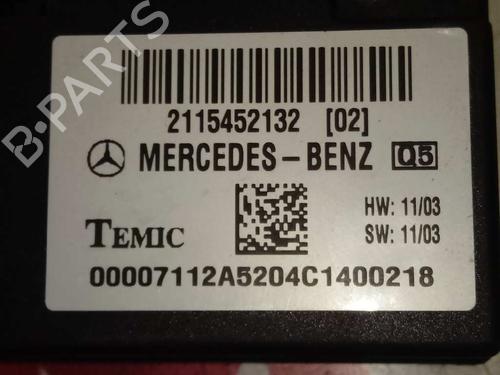 2115452132 [02]
MERCEDES-BENZ Q5
HW: 11/03
TEMIC
SW: 11/03
00007112A5204C1400218
B-PARTS